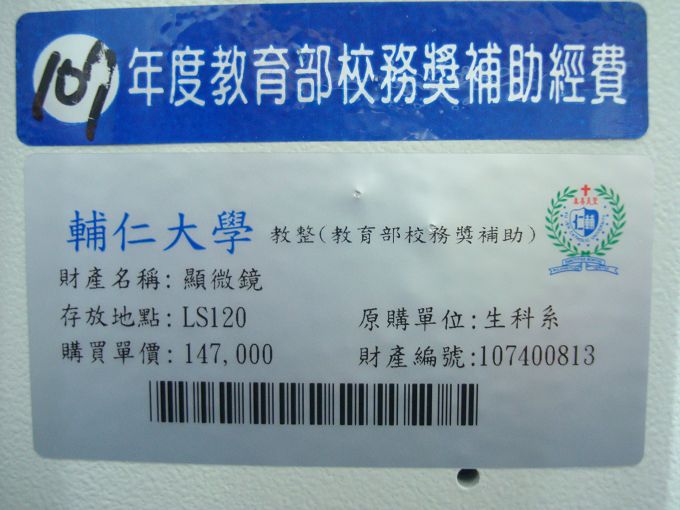 107年度教育部校務獎補助經費
輔仁大學 教整(教育部校務獎補助)
財產名稱: 顯微鏡
存放地點: LS120 原購單位: 生科系
購買單價: 147,000 財產編號:107400813